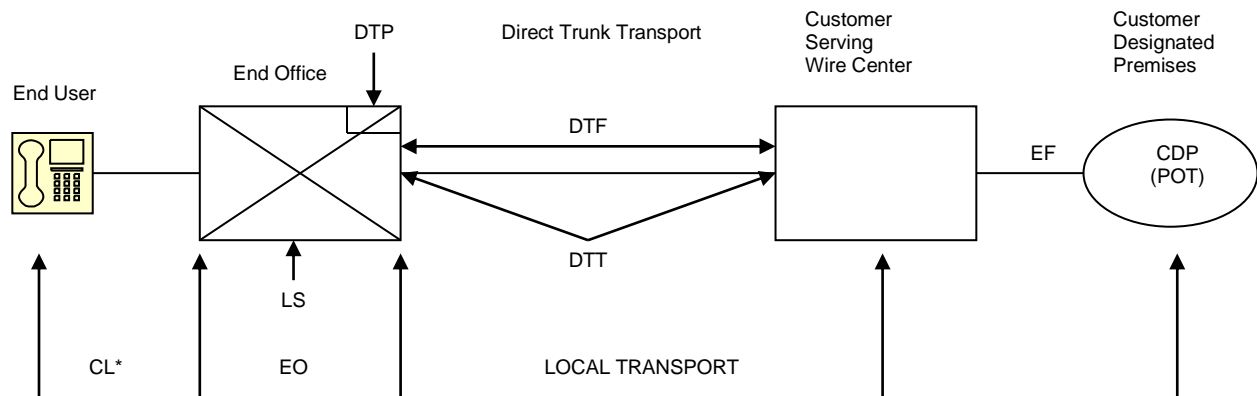 DTP
Direct Trunk Transport
Customer
Serving
Wire Center
Customer
Designated
Premises
End Office
End User
DTF
EF
CDP
(POT)
DTT
LS
CL*
EO
LOCAL TRANSPORT